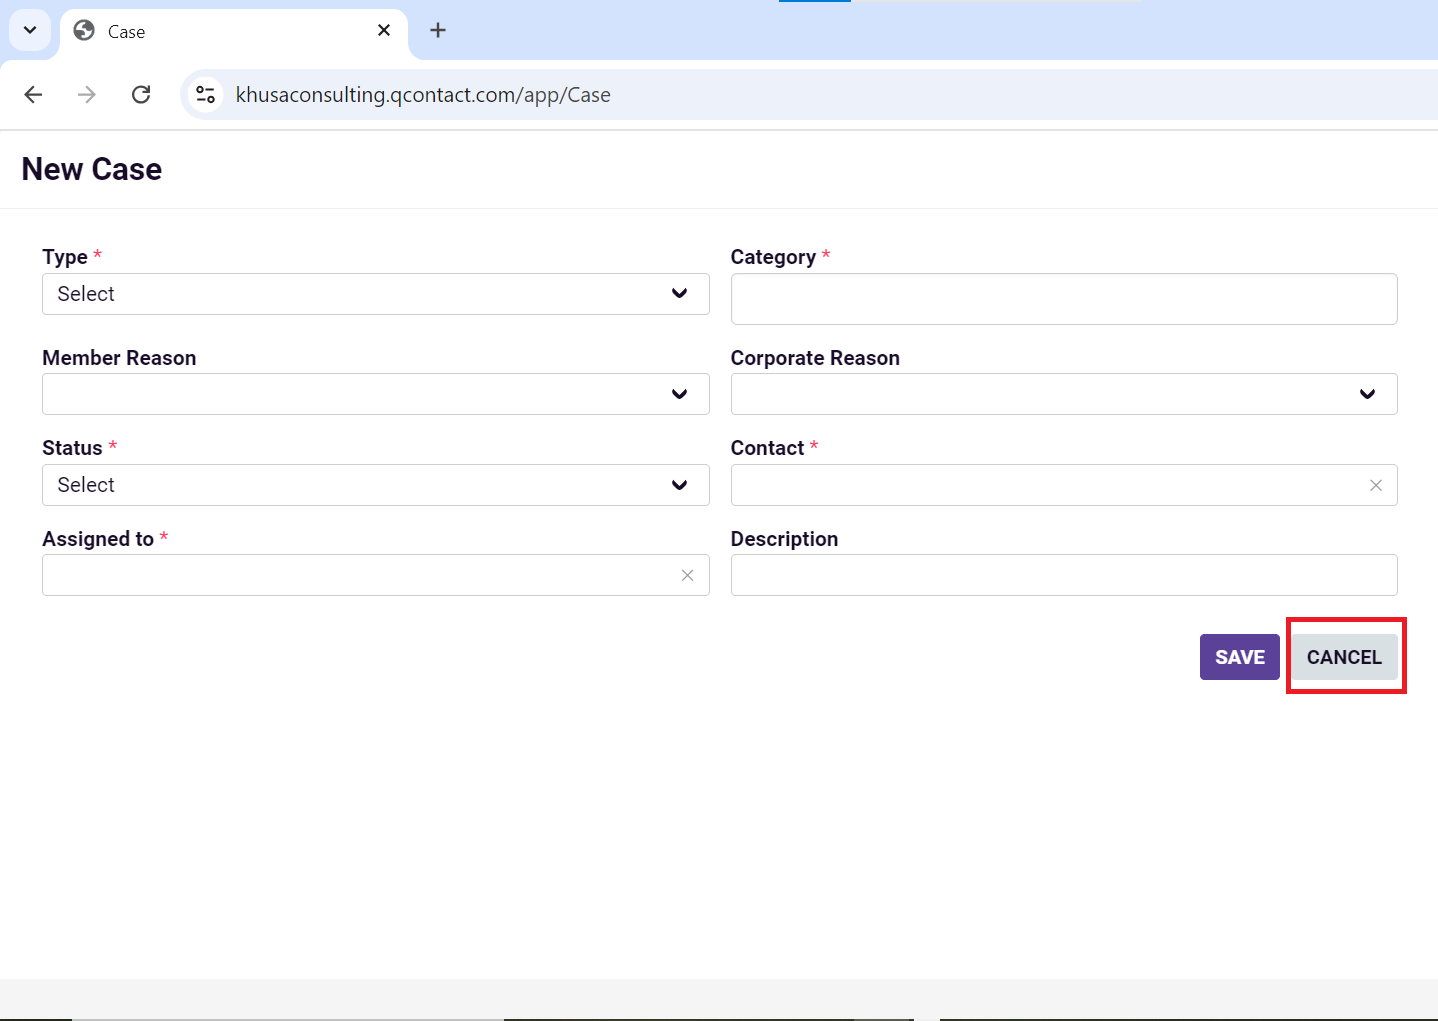 Case
khusaconsulting.qcontact.com/app/Case
New Case
Type *
Category *
Select
Member Reason
Corporate Reason
Status *
Contact *
Select
Assigned to *
Description
SAVE
CANCEL